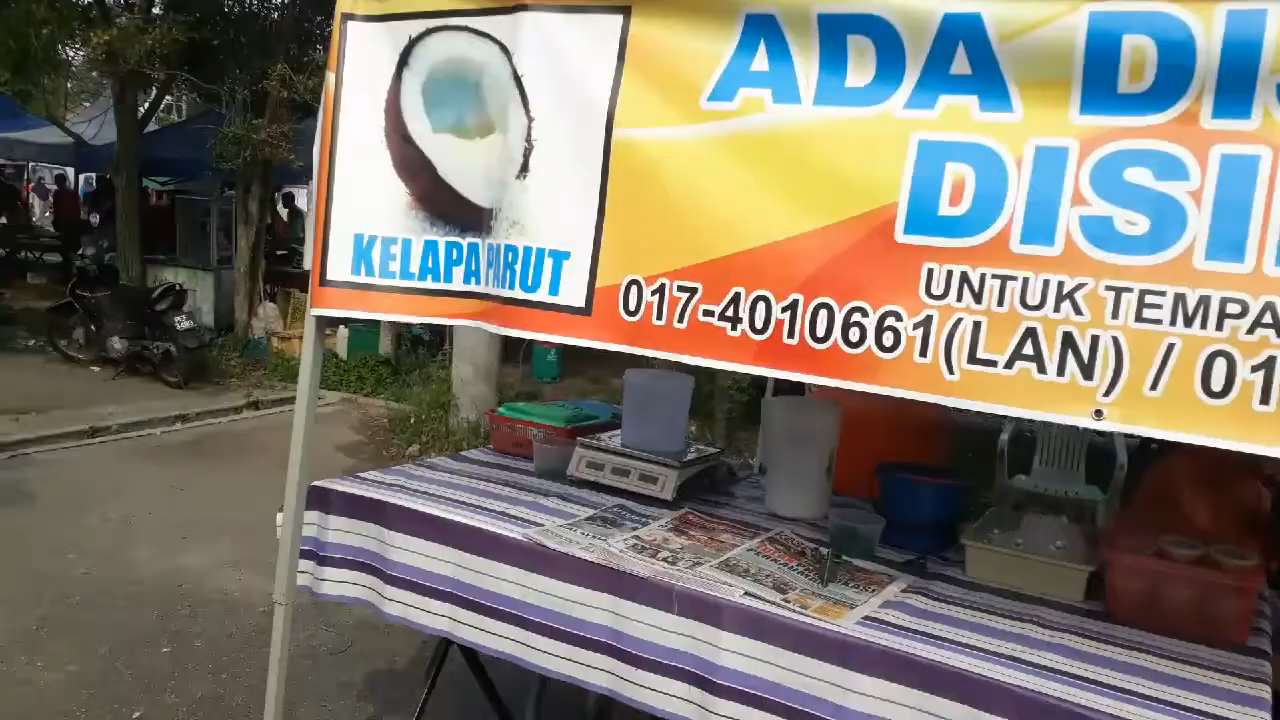 KELAPA PARUT
ADA DI
DISI
UNTUK TEMPA
017-4010661(LAN) / 01